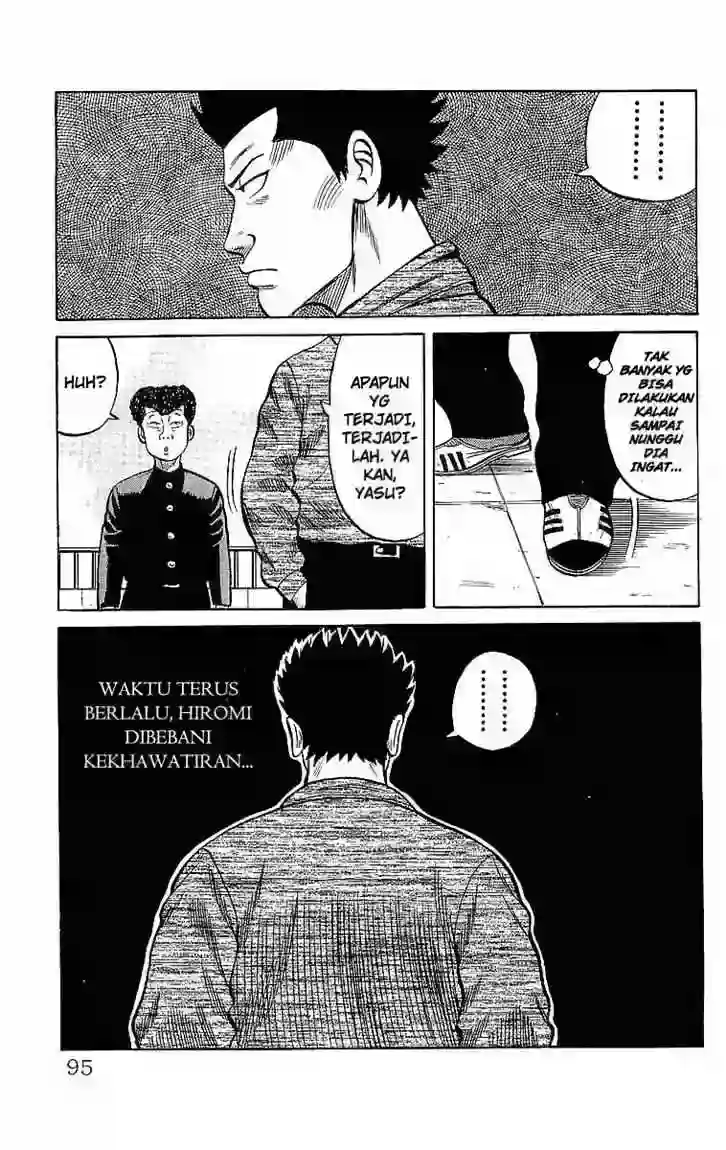 TAK
BANYAK YG
BISA
DILAKUKAN
KALAU
SAMPAI
NUNGGU
DIA
INGAT...
APAPUN
YG
TERJADI,
TERJADI-
LAH. YA
KAN,
YASU?
HUH?
WAKTU TERUS
BERLALU, HIROMI
DIBEBANI
KEKHAWATIRAN...
95